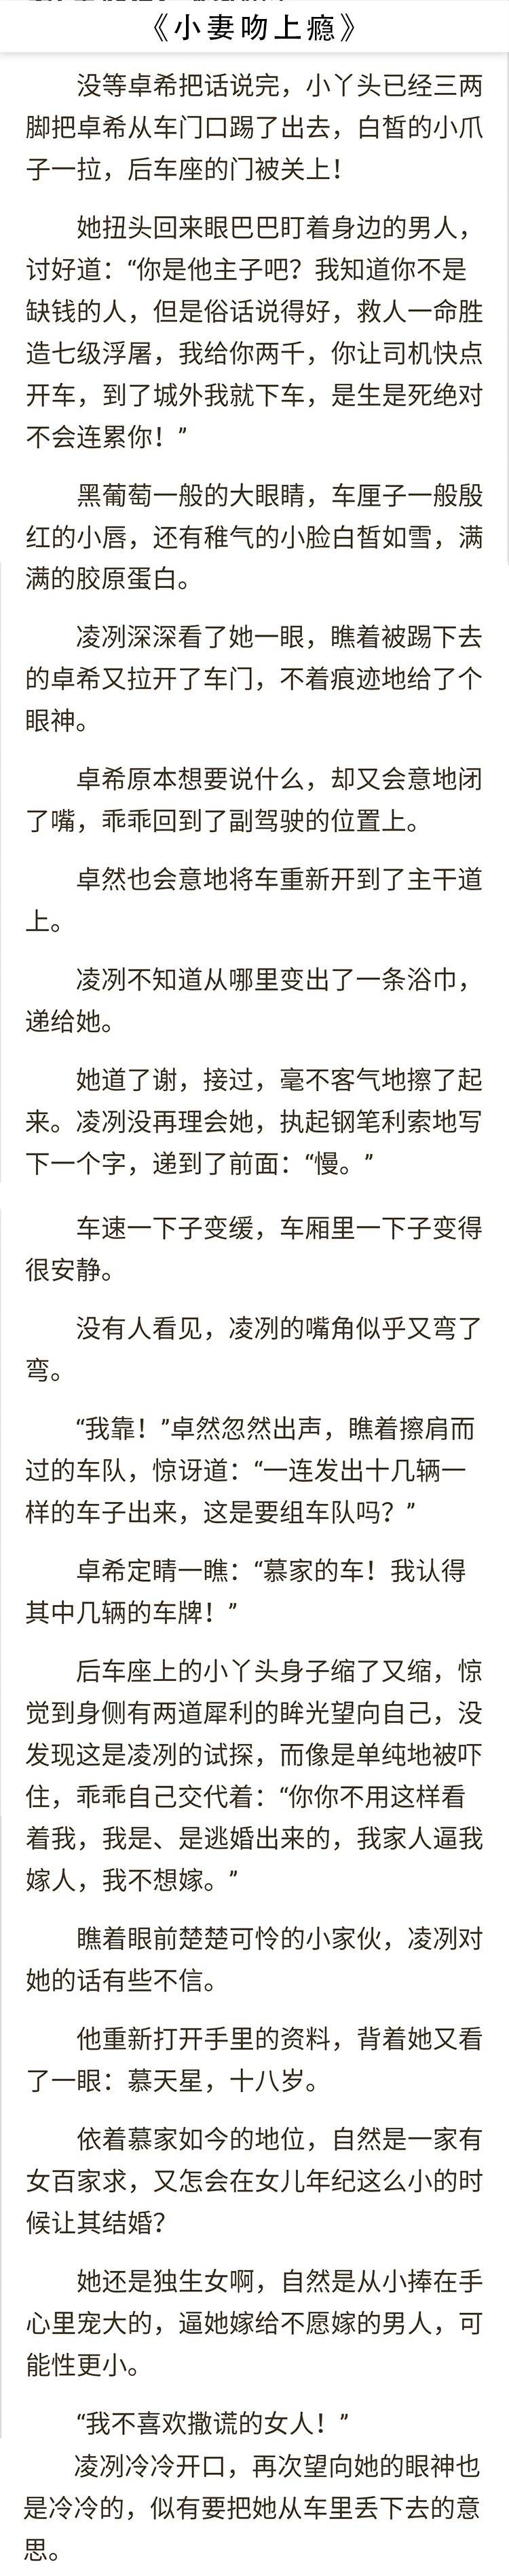 《小妻吻上瘾》
没等卓希把话说完，小丫头已经三两
脚把卓希从车门口踢了出去，白皙的小爪
子一拉，后车座的门被关上！
她扭头回来眼巴巴盯着身边的男人，
讨好道：“你是他主子吧？我知道你不是
缺钱的人，但是俗话说得好，救人一命胜
造七级浮屠，我给你两千，你让司机快点
开车，到了城外我就下车，是生是死绝对
不会连累你！”
黑葡萄一般的大眼睛，车厘子一般殷
红的小唇，还有稚气的小脸白皙如雪，满
满的胶原蛋白。
凌冽深深看了她一眼，瞧着被踢下去
的卓希又拉开了车门，不着痕迹地给了个
眼神。
卓希原本想要说什么，却又会意地闭
了嘴，乖乖回到了副驾驶的位置上。
卓然也会意地将车重新开到了主干道
上。
凌冽不知道从哪里变出了一条浴巾，
递给她。
她道了谢，接过，毫不客气地擦了起
来。凌冽没再理会她，执起钢笔利索地写
下一个字，递到了前面：“慢。”
车速一下子变缓，车厢里一下子变得
很安静。
没有人看见，凌冽的嘴角似乎又弯了
弯。
“我靠！”卓然忽然出声，瞧着擦肩而
过的车队，惊讶道：“一连发出十几辆一
样的车子出来，这是要组车队吗？”
卓希定睛一瞧：“慕家的车！我认得
其中几辆的车牌！”
后车座上的小丫头身子缩了又缩，惊
觉到身侧有两道犀利的眸光望向自己，没
发现这是凌冽的试探，而像是单纯地被吓
住，乖乖自己交代着：“你你不用这样看
着我，我是、是逃婚出来的，我家人逼我
嫁人，我不想嫁。”
瞧着眼前楚楚可怜的小家伙，凌冽对
她的话有些不信。
他重新打开手里的资料，背着她又看
了一眼：慕天星，十八岁。
依着慕家如今的地位，自然是一家有
女百家求，又怎会在女儿年纪这么小的时
候让其结婚？
她还是独生女啊，自然是从小捧在手
心里宠大的，逼她嫁给不愿嫁的男人，可
能性更小。
“我不喜欢撒谎的女人！”
凌冽冷冷开口，再次望向她的眼神也
是冷冷的，似有要把她从车里丢下去的意
思。